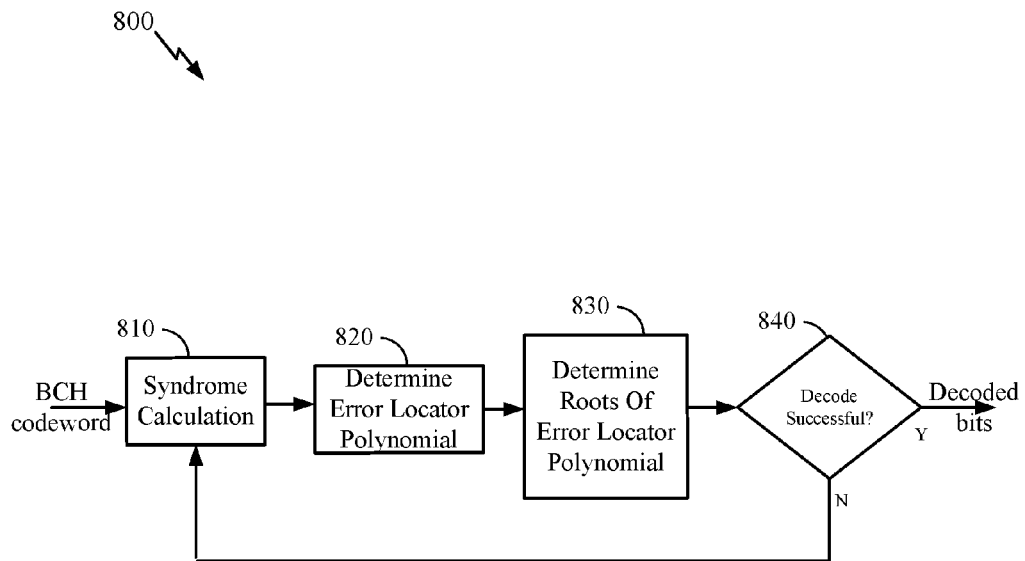 800
810
820
830
840
BCH
codeword
Syndrome
Calculation
Determine
Error Locator
Polynomial
Determine
Roots Of
Error Locator
Polynomial
Decode
Successful?
Decoded
bits
Y
N